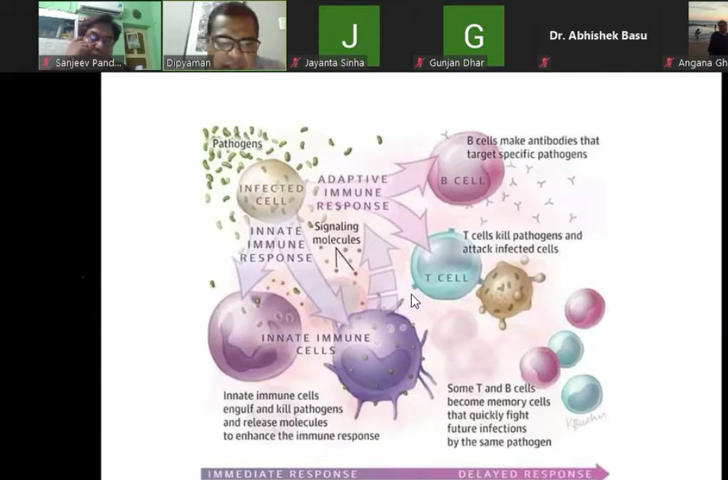 J
G
Dr. Abhishek Basu
Sanjeev Pand...
Dipyaman
Jayanta Sinha
Gunjan Dhar
Angana Gh
Pathogens
INFECTED
CELL
ADAPTIVE
IMMUNE
RESPONSE
B cells make antibodies that
target specific pathogens
B CELL
INNATE
IMMUNE
RESPONSE
Signaling
molecules
T cells kill pathogens and
attack infected cells
T CELL
INNATE IMMUNE
CELLS
Innate immune cells
engulf and kill pathogens
and release molecules
to enhance the immune response
Some T and B cells
become memory cells
that quickly fight
future infections
by the same pathogen
IMMEDIATE RESPONSE
DELAYED RESPONSE